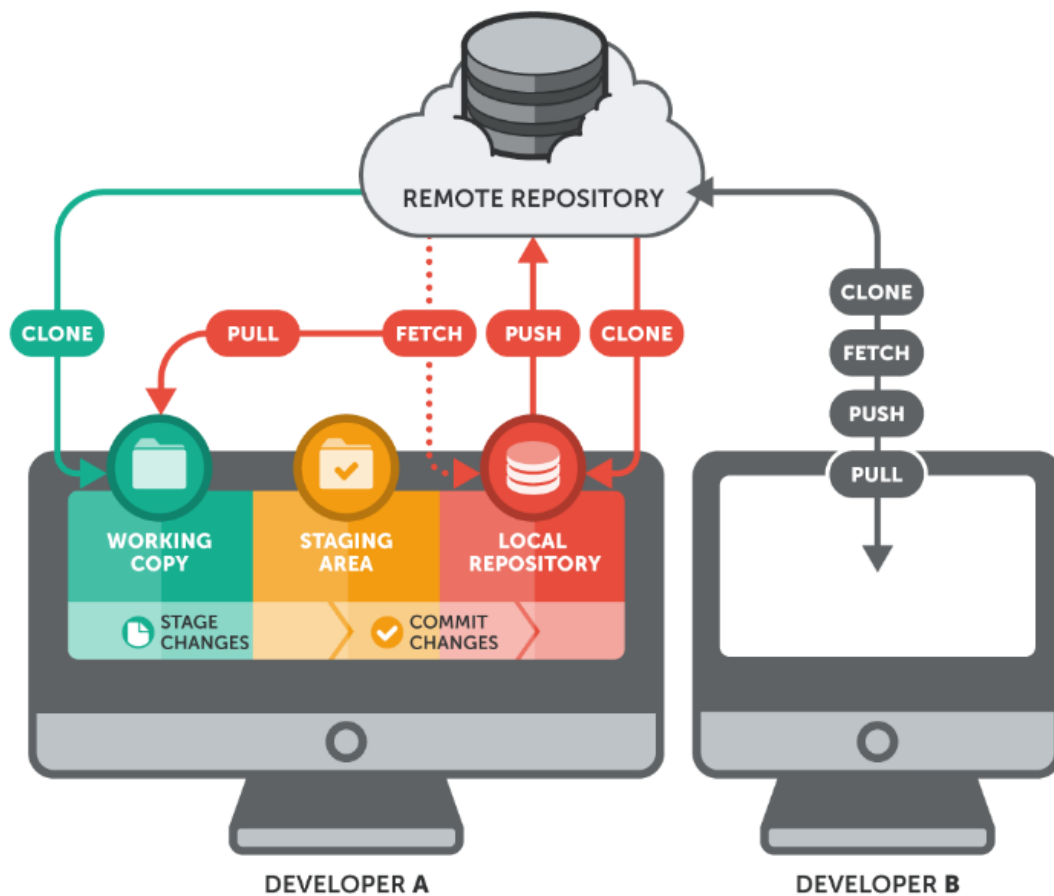 REMOTE REPOSITORY
CLONE
PULL
FETCH
PUSH
CLONE
CLONE
FETCH
PUSH
PULL
WORKING
COPY
STAGING
AREA
LOCAL
REPOSITORY
STAGE
CHANGES
COMMIT
CHANGES
DEVELOPER A
DEVELOPER B